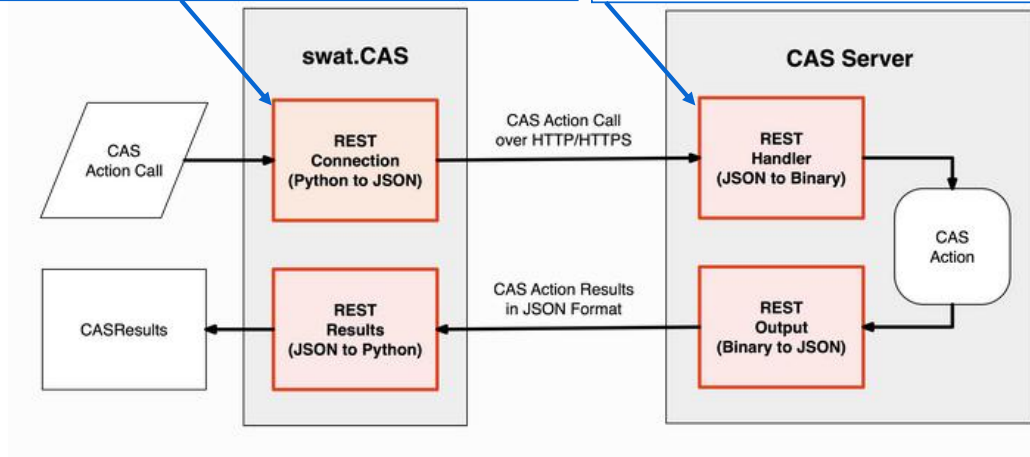 swat.CAS
CAS Server
CAS
Action Call
REST
Connection
(Python to JSON)
CAS Action Call
over HTTP/HTTPS
REST
Handler
(JSON to Binary)
CAS
Action
CASResults
REST
Results
(JSON to Python)
CAS Action Results
in JSON Format
REST
Output
(Binary to JSON)